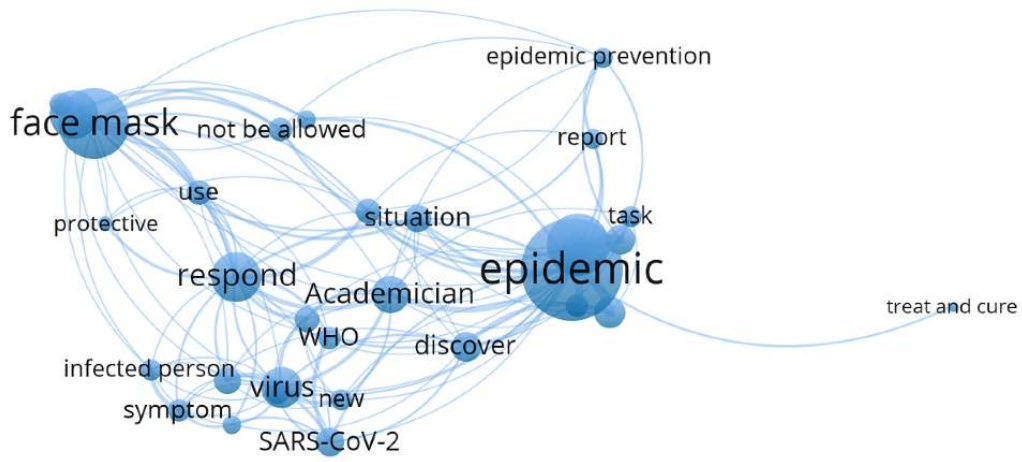 epidemic prevention
face mask
not be allowed
report
use
protective
situation
task
respond
epidemic
Academician
treat and cure
WHO
discover
infected person
virus
new
symptom
SARS-CoV-2